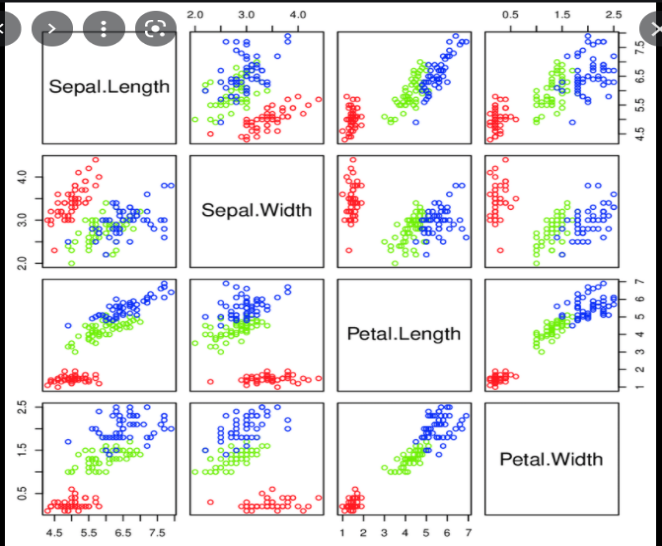 2.0 3.0 4.0
0.5 1.5 2.5
Sepal.Length
7.5
6.5
5.5
4.5
4.0
3.0
2.0
Sepal.Width
Petal.Length
7
6
5
4
3
2
1
2.5
1.5
0.5
Petal.Width
4.5 5.5 6.5 7.5
1 2 3 4 5 6 7